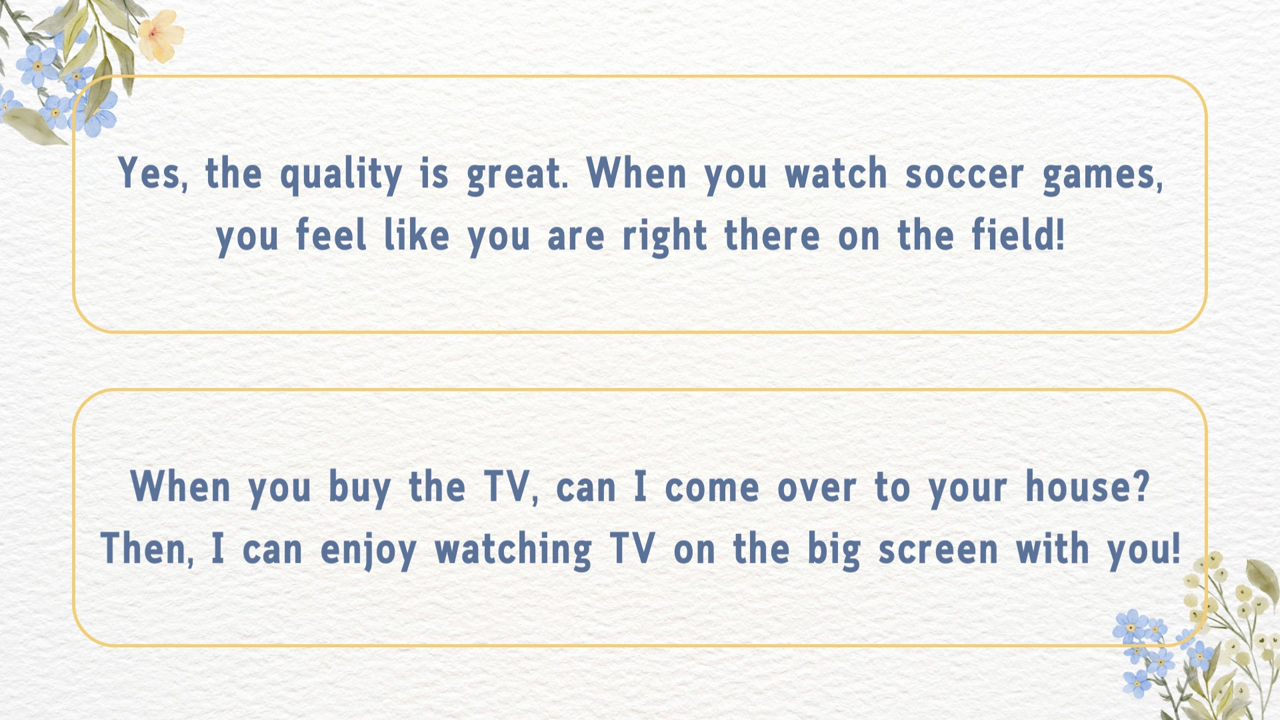 Yes, the quality is great. When you watch soccer games,
you feel like you are right there on the field!
When you buy the TV, can I come over to your house?
Then, I can enjoy watching TV on the big screen with you!